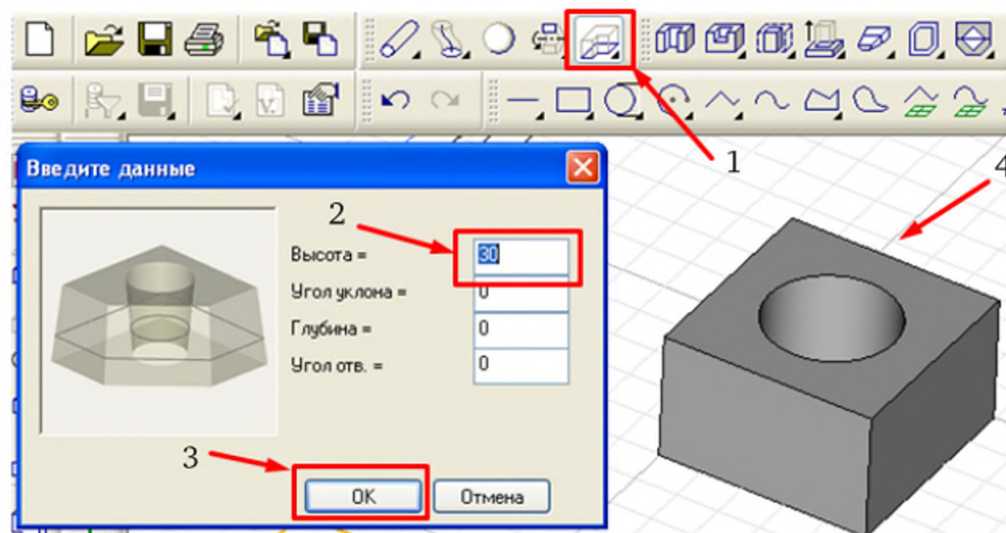 1
4
Введите данные
2
Высота = 30
Угол уклона = 0
Глубина = 0
Угол отв. = 0
3
OK Отмена